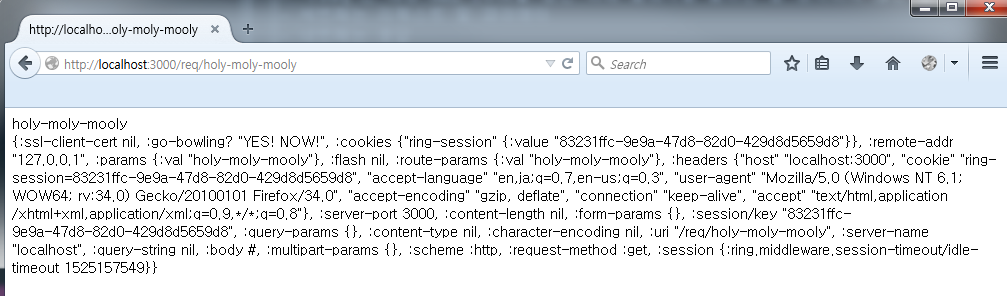 http://localho...oly-moly-mooly
localhost:3000/req/holy-moly-mooly
Search
holy-moly-mooly
{:ssl-client-cert nil, :go-bowling? "YES! NOW!", :cookies {"ring-session" {:value "83231ffc-9e9a-47d8-82d0-429d8d5659d8"}}, :remote-addr
"127.0.0.1", :params {:val "holy-moly-mooly"}, :flash nil, :route-params {:val "holy-moly-mooly"}, :headers {"host" "localhost:3000", "cookie" "ring-
session=83231ffc-9e9a-47d8-82d0-429d8d5659d8", "accept-language" "en,ja;q=0.7,en-us;q=0.3", "user-agent" "Mozilla/5.0 (Windows NT 6.1;
WOW64; rv:34.0) Gecko/20100101 Firefox/34.0", "accept-encoding" "gzip, deflate", "connection" "keep-alive", "accept" "text/html,application
/xhtml+xml,application/xml;q=0.9,*/*;q=0.8"}, :server-port 3000, :content-length nil, :form-params {}, :session/key "83231ffc-
9e9a-47d8-82d0-429d8d5659d8", :query-params {}, :content-type nil, :character-encoding nil, :uri "/req/holy-moly-mooly", :server-name
"localhost", :query-string nil, :body #, :multipart-params {}, :scheme :http, :request-method :get, :session {:ring.middleware.session-timeout/idle-
timeout 1525157549}}